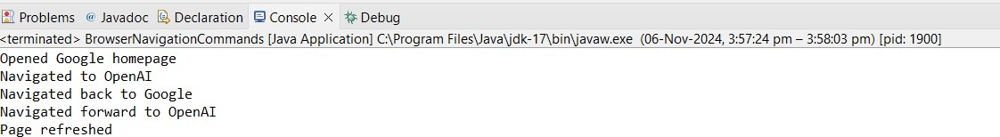 Problems @ Javadoc Declaration Console × Debug
<terminated> BrowserNavigationCommands [Java Application] C:\Program Files\Java\jdk-17\bin\javaw.exe (06-Nov-2024, 3:57:24 pm – 3:58:03 pm) [pid: 1900]
Opened Google homepage
Navigated to OpenAI
Navigated back to Google
Navigated forward to OpenAI
Page refreshed